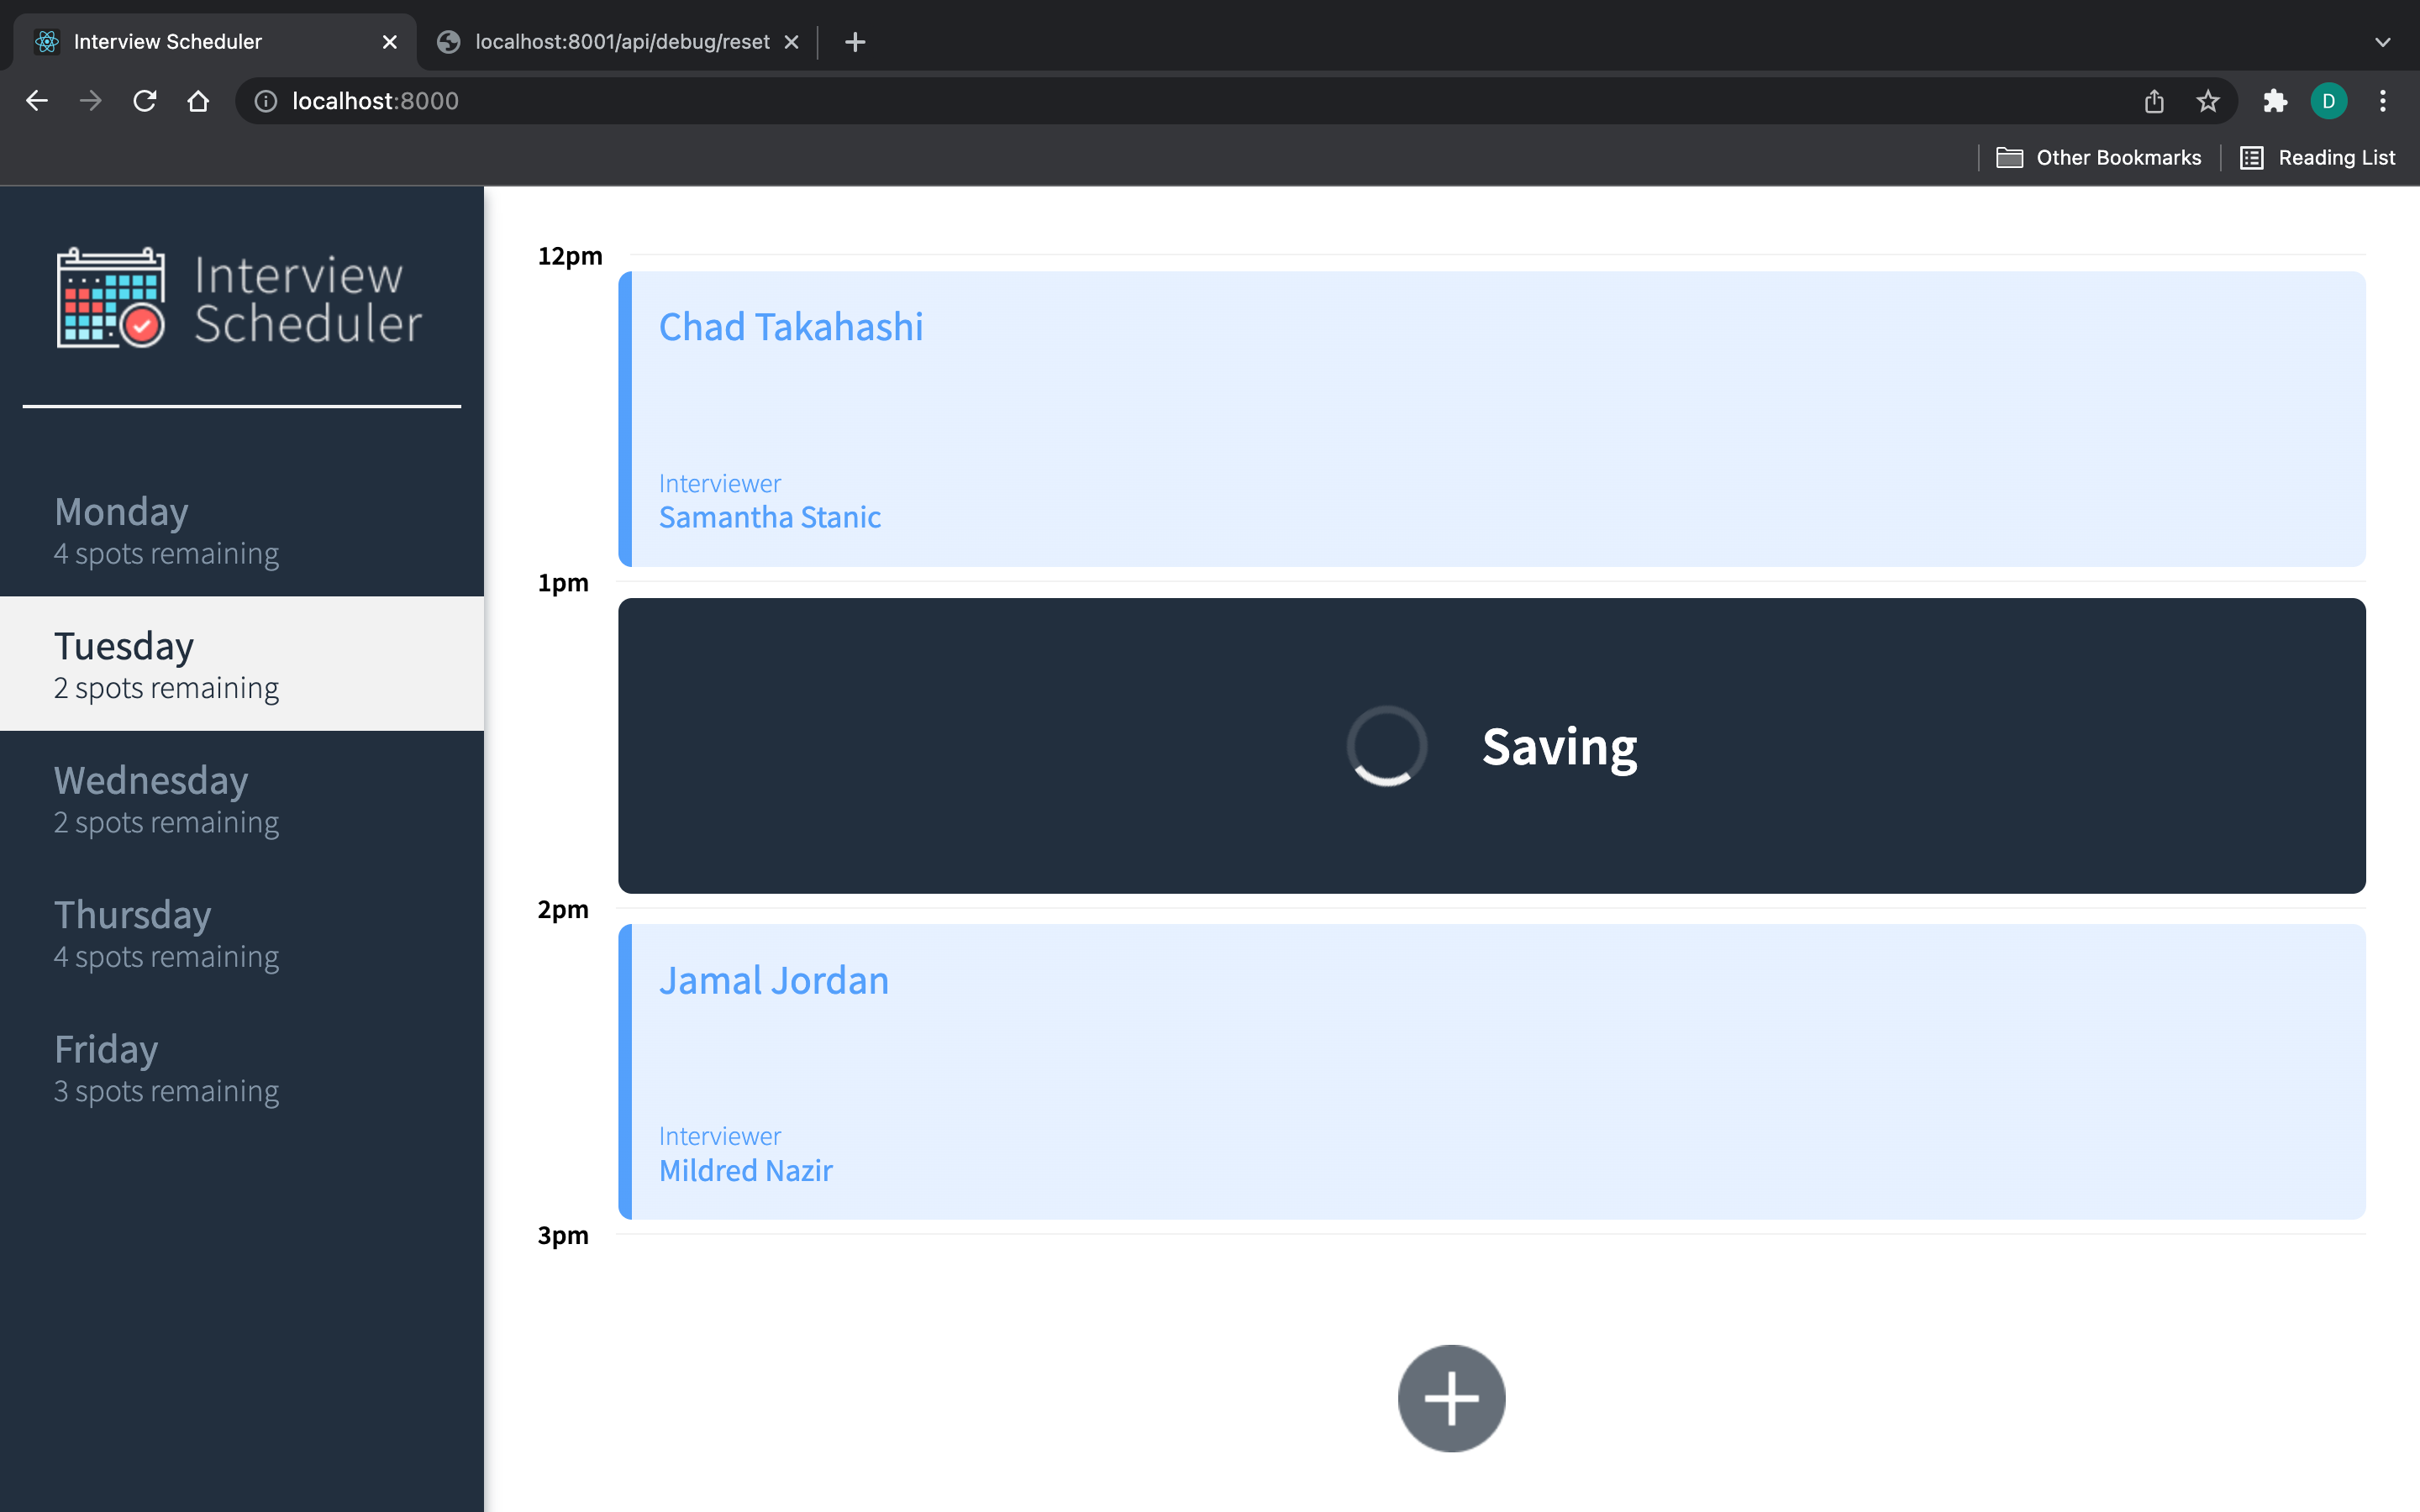 Interview Scheduler
localhost:8001/api/debug/reset
localhost:8000
D
Other Bookmarks
Reading List
Interview
Scheduler
Monday
4 spots remaining
Tuesday
2 spots remaining
Wednesday
2 spots remaining
Thursday
4 spots remaining
Friday
3 spots remaining
12pm
Chad Takahashi
Interviewer
Samantha Stanic
1pm
Saving
2pm
Jamal Jordan
Interviewer
Mildred Nazir
3pm